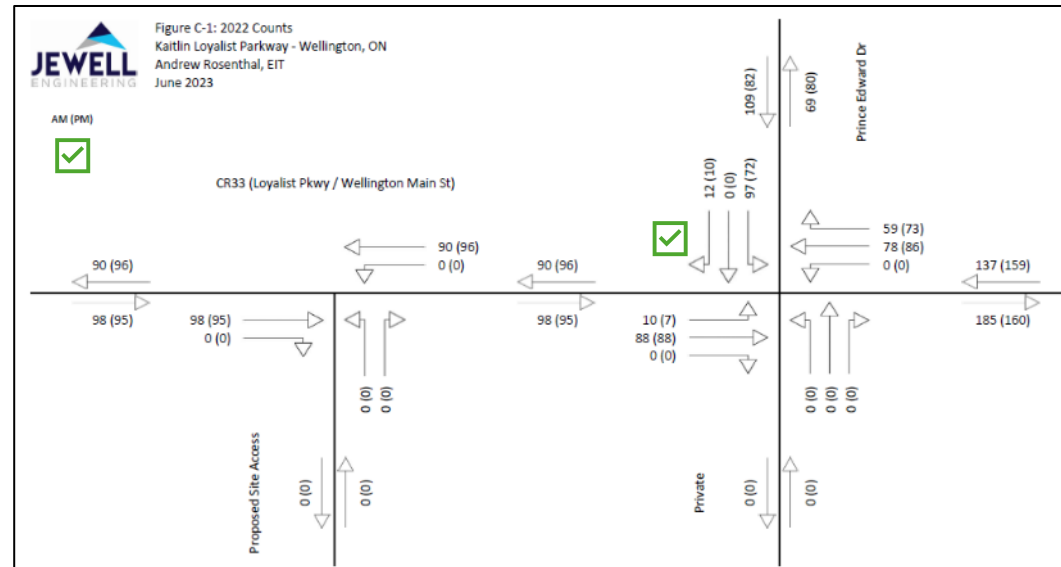 JEWELL
ENGINEERING
Figure C-1: 2022 Counts
Kaitlin Loyalist Parkway - Wellington, ON
Andrew Rosenthal, EIT
June 2023
AM (PM)
CR33 (Loyalist Pkwy / Wellington Main St)
109 (82)
69 (80)
Prince Edward Dr
12 (10)
0 (0)
97 (72)
59 (73)
78 (86)
0 (0)
90 (96)
0 (0)
90 (96)
90 (96)
137 (159)
98 (95)
98 (95)
0 (0)
98 (95)
10 (7)
88 (88)
0 (0)
185 (160)
0 (0)
0 (0)
0 (0)
0 (0)
0 (0)
Proposed Site Access
0 (0)
0 (0)
Private
0 (0)
0 (0)